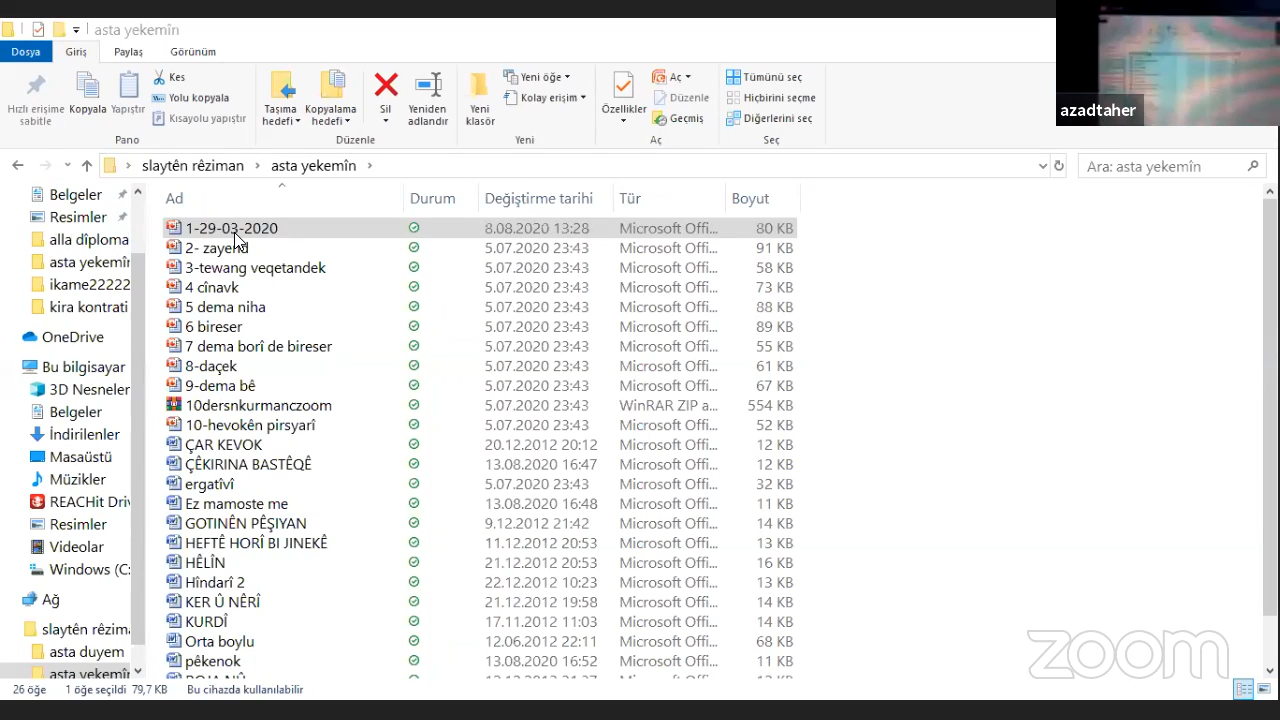 asta yekemîn
Dosya Giriş Paylaş Görünüm
Hızlı erişime sabitle
Kopyala
Yapıştır
Kes
Yolu kopyala
Kısayolu yapıştır
Pano
Taşıma hedefi
Kopyalama hedefi
Sil
Yeniden adlandır
Düzenle
Yeni klasör
Yeni öğe
Kolay erişim
Yeni
Özellikler
Aç
Düzenle
Geçmiş
Aç
Tümünü seç
Hiçbirini seçme
Diğerlerini seç
Seç
azadtaher
slaytên rêziman > asta yekemîn >
Ara: asta yekemîn
Belgeler
Resimler
alla dîploma
asta yekemîn
ikame22222
kira kontrati
OneDrive
Bu bilgisayar
3D Nesneler
Belgeler
İndirilenler
Masaüstü
Müzikler
REACHit Driv
Resimler
Videolar
Windows (C:
Ağ
slaytên rêzima
asta duyem
asta yekemîn
Ad Durum Değiştirme tarihi Tür Boyut
1-29-03-2020 8.08.2020 13:28 Microsoft Offi... 80 KB
2- zayend 5.07.2020 23:43 Microsoft Offi... 91 KB
3-tewang veqetandek 5.07.2020 23:43 Microsoft Offi... 58 KB
4 cînavk 5.07.2020 23:43 Microsoft Offi... 73 KB
5 dema niha 5.07.2020 23:43 Microsoft Offi... 88 KB
6 bireser 5.07.2020 23:43 Microsoft Offi... 89 KB
7 dema borî de bireser 5.07.2020 23:43 Microsoft Offi... 55 KB
8-daçek 5.07.2020 23:43 Microsoft Offi... 61 KB
9-dema bê 5.07.2020 23:43 Microsoft Offi... 67 KB
10dersnkurmanczoom 5.07.2020 23:43 WinRAR ZIP a... 554 KB
10-hevokên pirsyarî 5.07.2020 23:43 Microsoft Offi... 52 KB
ÇAR KEVOK 20.12.2012 20:12 Microsoft Offi... 12 KB
ÇÊKIRINA BASTÊQÊ 13.08.2020 16:47 Microsoft Offi... 12 KB
ergatîvî 5.07.2020 23:43 Microsoft Offi... 32 KB
Ez mamoste me 13.08.2020 16:48 Microsoft Offi... 11 KB
GOTINÊN PÊŞIYAN 9.12.2012 21:42 Microsoft Offi... 14 KB
HEFTÊ HORÎ BI JINEKÊ 11.12.2012 20:53 Microsoft Offi... 13 KB
HÊLÎN 21.12.2012 20:53 Microsoft Offi... 16 KB
Hîndarî 2 22.12.2012 10:23 Microsoft Offi... 13 KB
KER Û NÊRÎ 21.12.2012 19:58 Microsoft Offi... 14 KB
KURDÎ 17.11.2012 11:03 Microsoft Offi... 14 KB
Orta boylu 12.06.2012 22:11 Microsoft Offi... 68 KB
pêkenok 13.08.2020 16:52 Microsoft Offi... 11 KB
zoom
26 öğe 1 öğe seçildi 79,7 KB Bu cihazda kullanılabilir